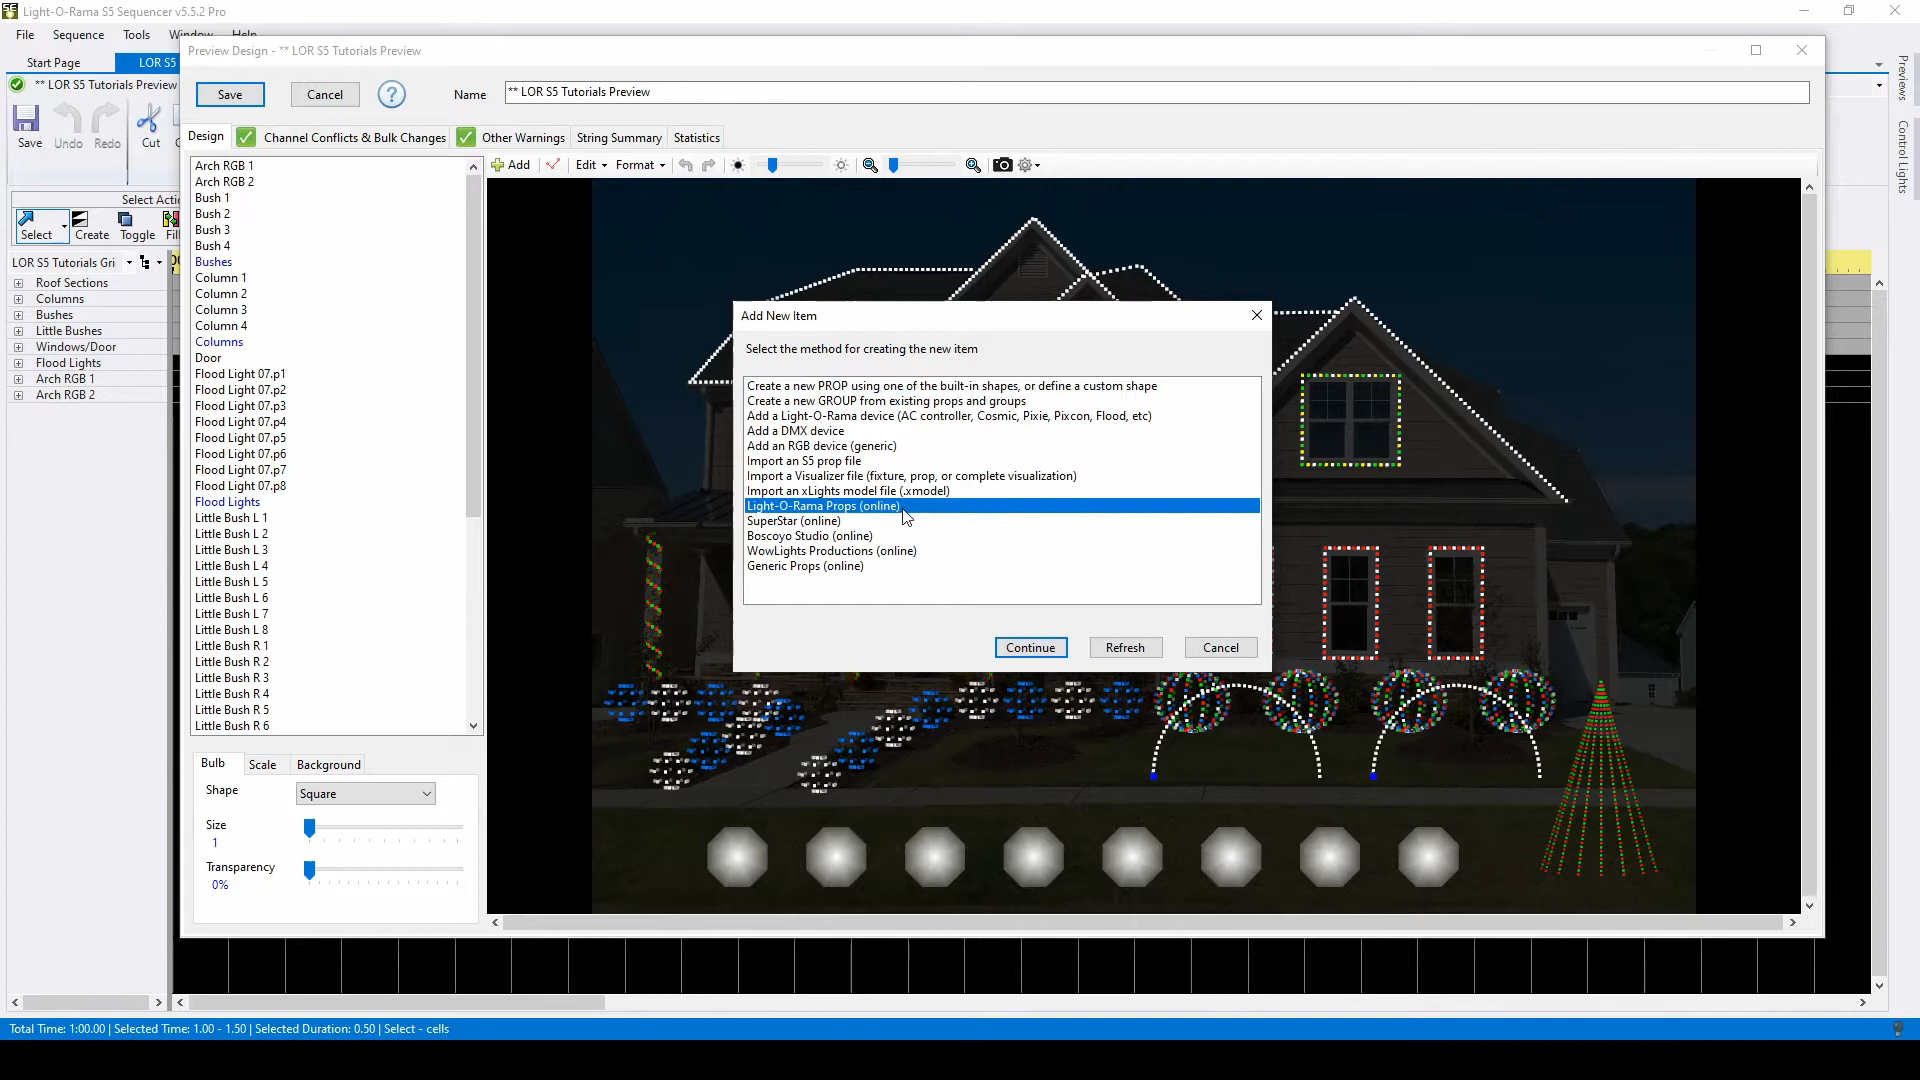 Light-O-Rama S5 Sequencer v5.5.2 Pro
File Sequence Tools Window Help
Start Page LOR S5
** LOR S5 Tutorials Preview
Save Undo Redo Cut
Select Action
Select Create Toggle Fill
LOR S5 Tutorials Gri
Roof Sections
Columns
Bushes
Little Bushes
Windows/Door
Flood Lights
Arch RGB 1
Arch RGB 2
Previews
Control Lights
Preview Design - ** LOR S5 Tutorials Preview
Save Cancel ? Name ** LOR S5 Tutorials Preview
Design Channel Conflicts & Bulk Changes Other Warnings String Summary Statistics
Add Edit Format
Arch RGB 1
Arch RGB 2
Bush 1
Bush 2
Bush 3
Bush 4
Bushes
Column 1
Column 2
Column 3
Column 4
Columns
Door
Flood Light 07.p1
Flood Light 07.p2
Flood Light 07.p3
Flood Light 07.p4
Flood Light 07.p5
Flood Light 07.p6
Flood Light 07.p7
Flood Light 07.p8
Flood Lights
Little Bush L 1
Little Bush L 2
Little Bush L 3
Little Bush L 4
Little Bush L 5
Little Bush L 6
Little Bush L 7
Little Bush L 8
Little Bush R 1
Little Bush R 2
Little Bush R 3
Little Bush R 4
Little Bush R 5
Little Bush R 6
Bulb Scale Background
Shape Square
Size
1
Transparency
0%
Add New Item
Select the method for creating the new item
Create a new PROP using one of the built-in shapes, or define a custom shape
Create a new GROUP from existing props and groups
Add a Light-O-Rama device (AC controller, Cosmic, Pixie, Pixcon, Flood, etc)
Add a DMX device
Add an RGB device (generic)
Import an S5 prop file
Import a Visualizer file (fixture, prop, or complete visualization)
Import an xLights model file (.xmodel)
Light-O-Rama Props (online)
SuperStar (online)
Boscoyo Studio (online)
WowLights Productions (online)
Generic Props (online)
Continue Refresh Cancel
Total Time: 1:00.00 | Selected Time: 1.00 - 1.50 | Selected Duration: 0.50 | Select - cells